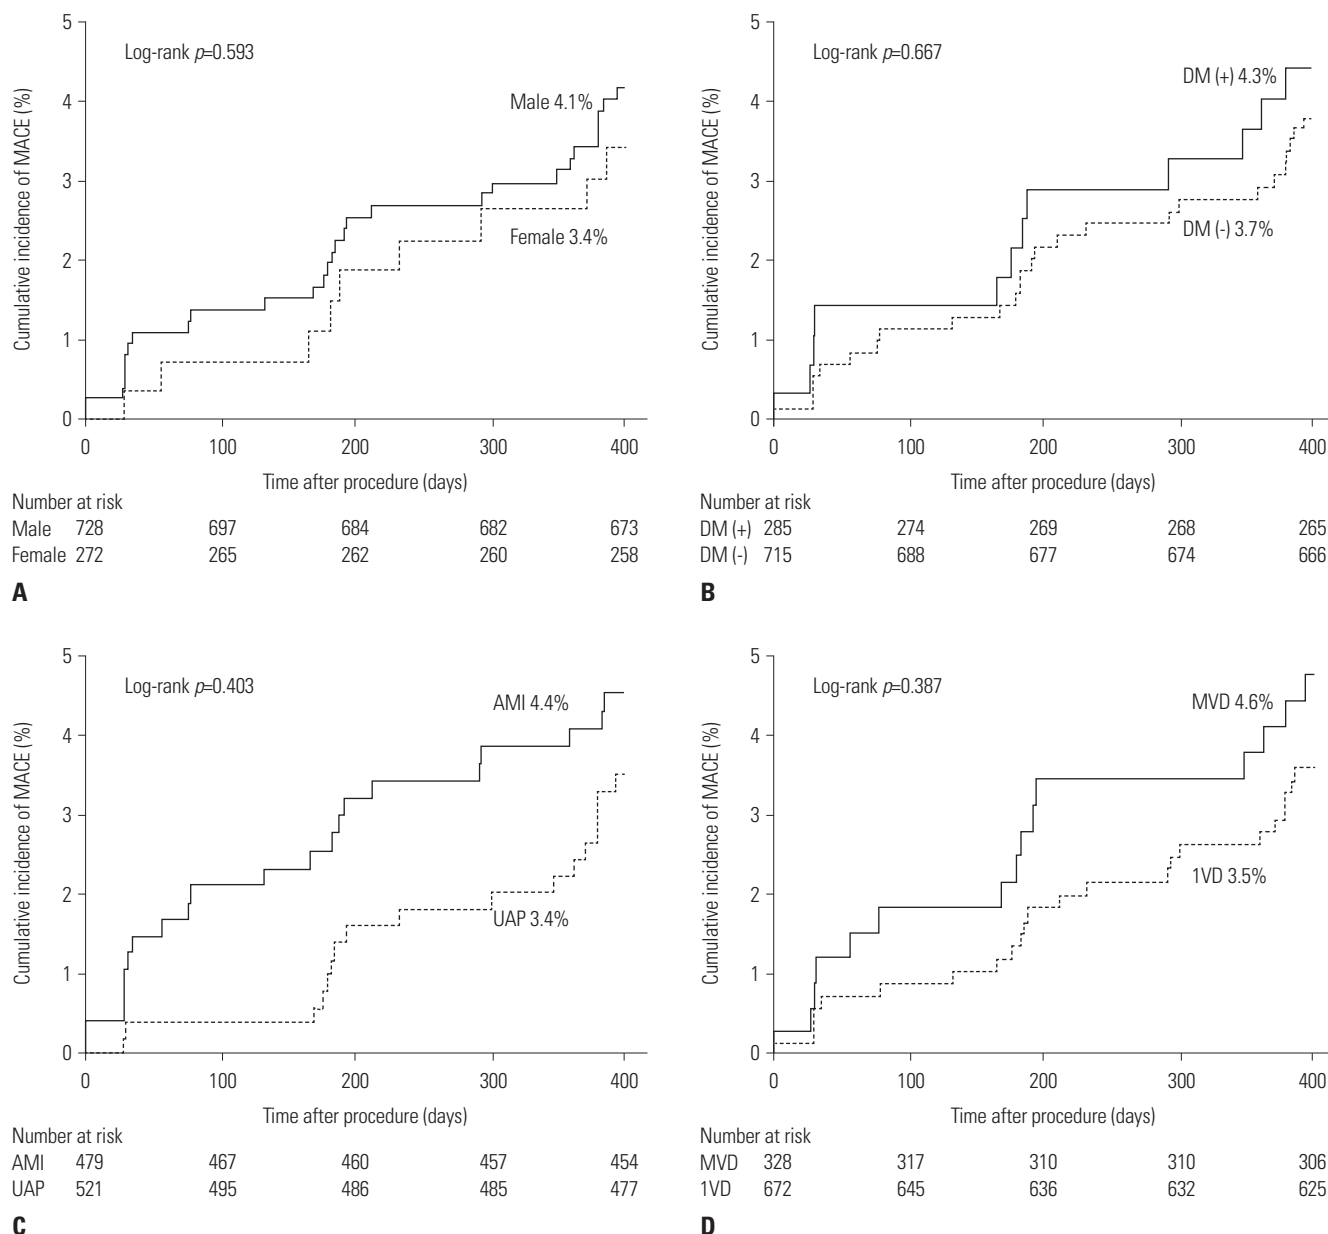 5
4
3
2
1
0
Cumulative incidence of MACE (%)
Log-rank p=0.593
Male 4.1%
Female 3.4%
0 100 200 300 400
Time after procedure (days)
Number at risk
Male 728 697 684 682 673
Female 272 265 262 260 258
A
5
4
3
2
1
0
Cumulative incidence of MACE (%)
Log-rank p=0.667
DM (+) 4.3%
DM (-) 3.7%
0 100 200 300 400
Time after procedure (days)
Number at risk
DM (+) 285 274 269 268 265
DM (-) 715 688 677 674 666
B
5
4
3
2
1
0
Cumulative incidence of MACE (%)
Log-rank p=0.403
AMI 4.4%
UAP 3.4%
0 100 200 300 400
Time after procedure (days)
Number at risk
AMI 479 467 460 457 454
UAP 521 495 486 485 477
C
5
4
3
2
1
0
Cumulative incidence of MACE (%)
Log-rank p=0.387
MVD 4.6%
1VD 3.5%
0 100 200 300 400
Time after procedure (days)
Number at risk
MVD 328 317 310 310 306
1VD 672 645 636 632 625
D